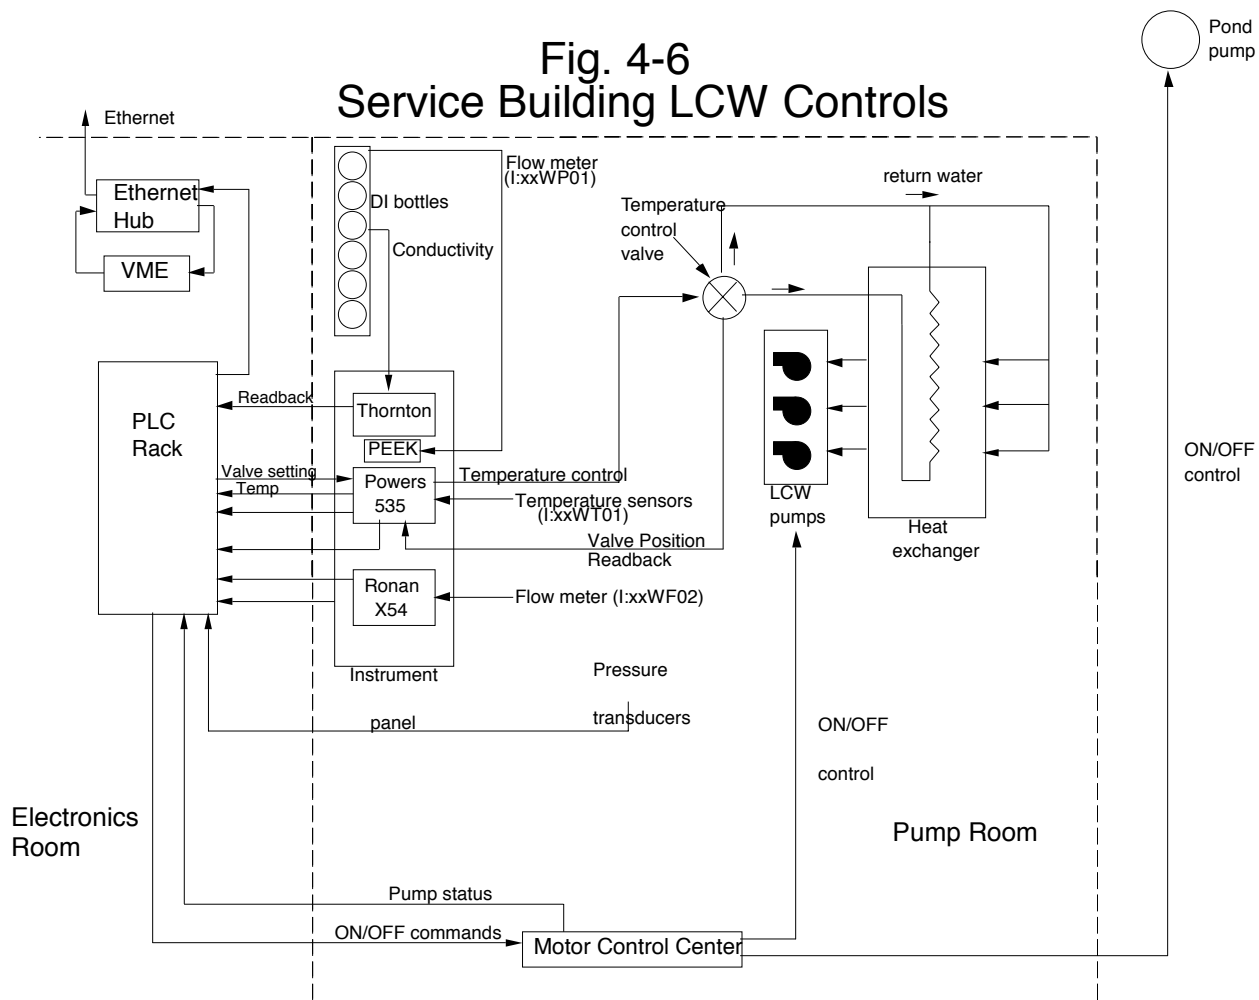 Fig. 4-6
Service Building LCW Controls
Pond
pump
Ethernet
Ethernet
Hub
VME
DI bottles
Conductivity
Flow meter
(I:xxWP01)
Temperature
control
valve
return water
PLC
Rack
Readback
Thornton
PEEK
Valve setting
Temp
Powers
535
Temperature control
Temperature sensors
(I:xxWT01)
Valve Position
Readback
Ronan
X54
Flow meter (I:xxWF02)
Instrument
panel
Pressure
transducers
LCW
pumps
Heat
exchanger
ON/OFF
control
ON/OFF
control
Electronics
Room
Pump Room
Pump status
ON/OFF commands
Motor Control Center